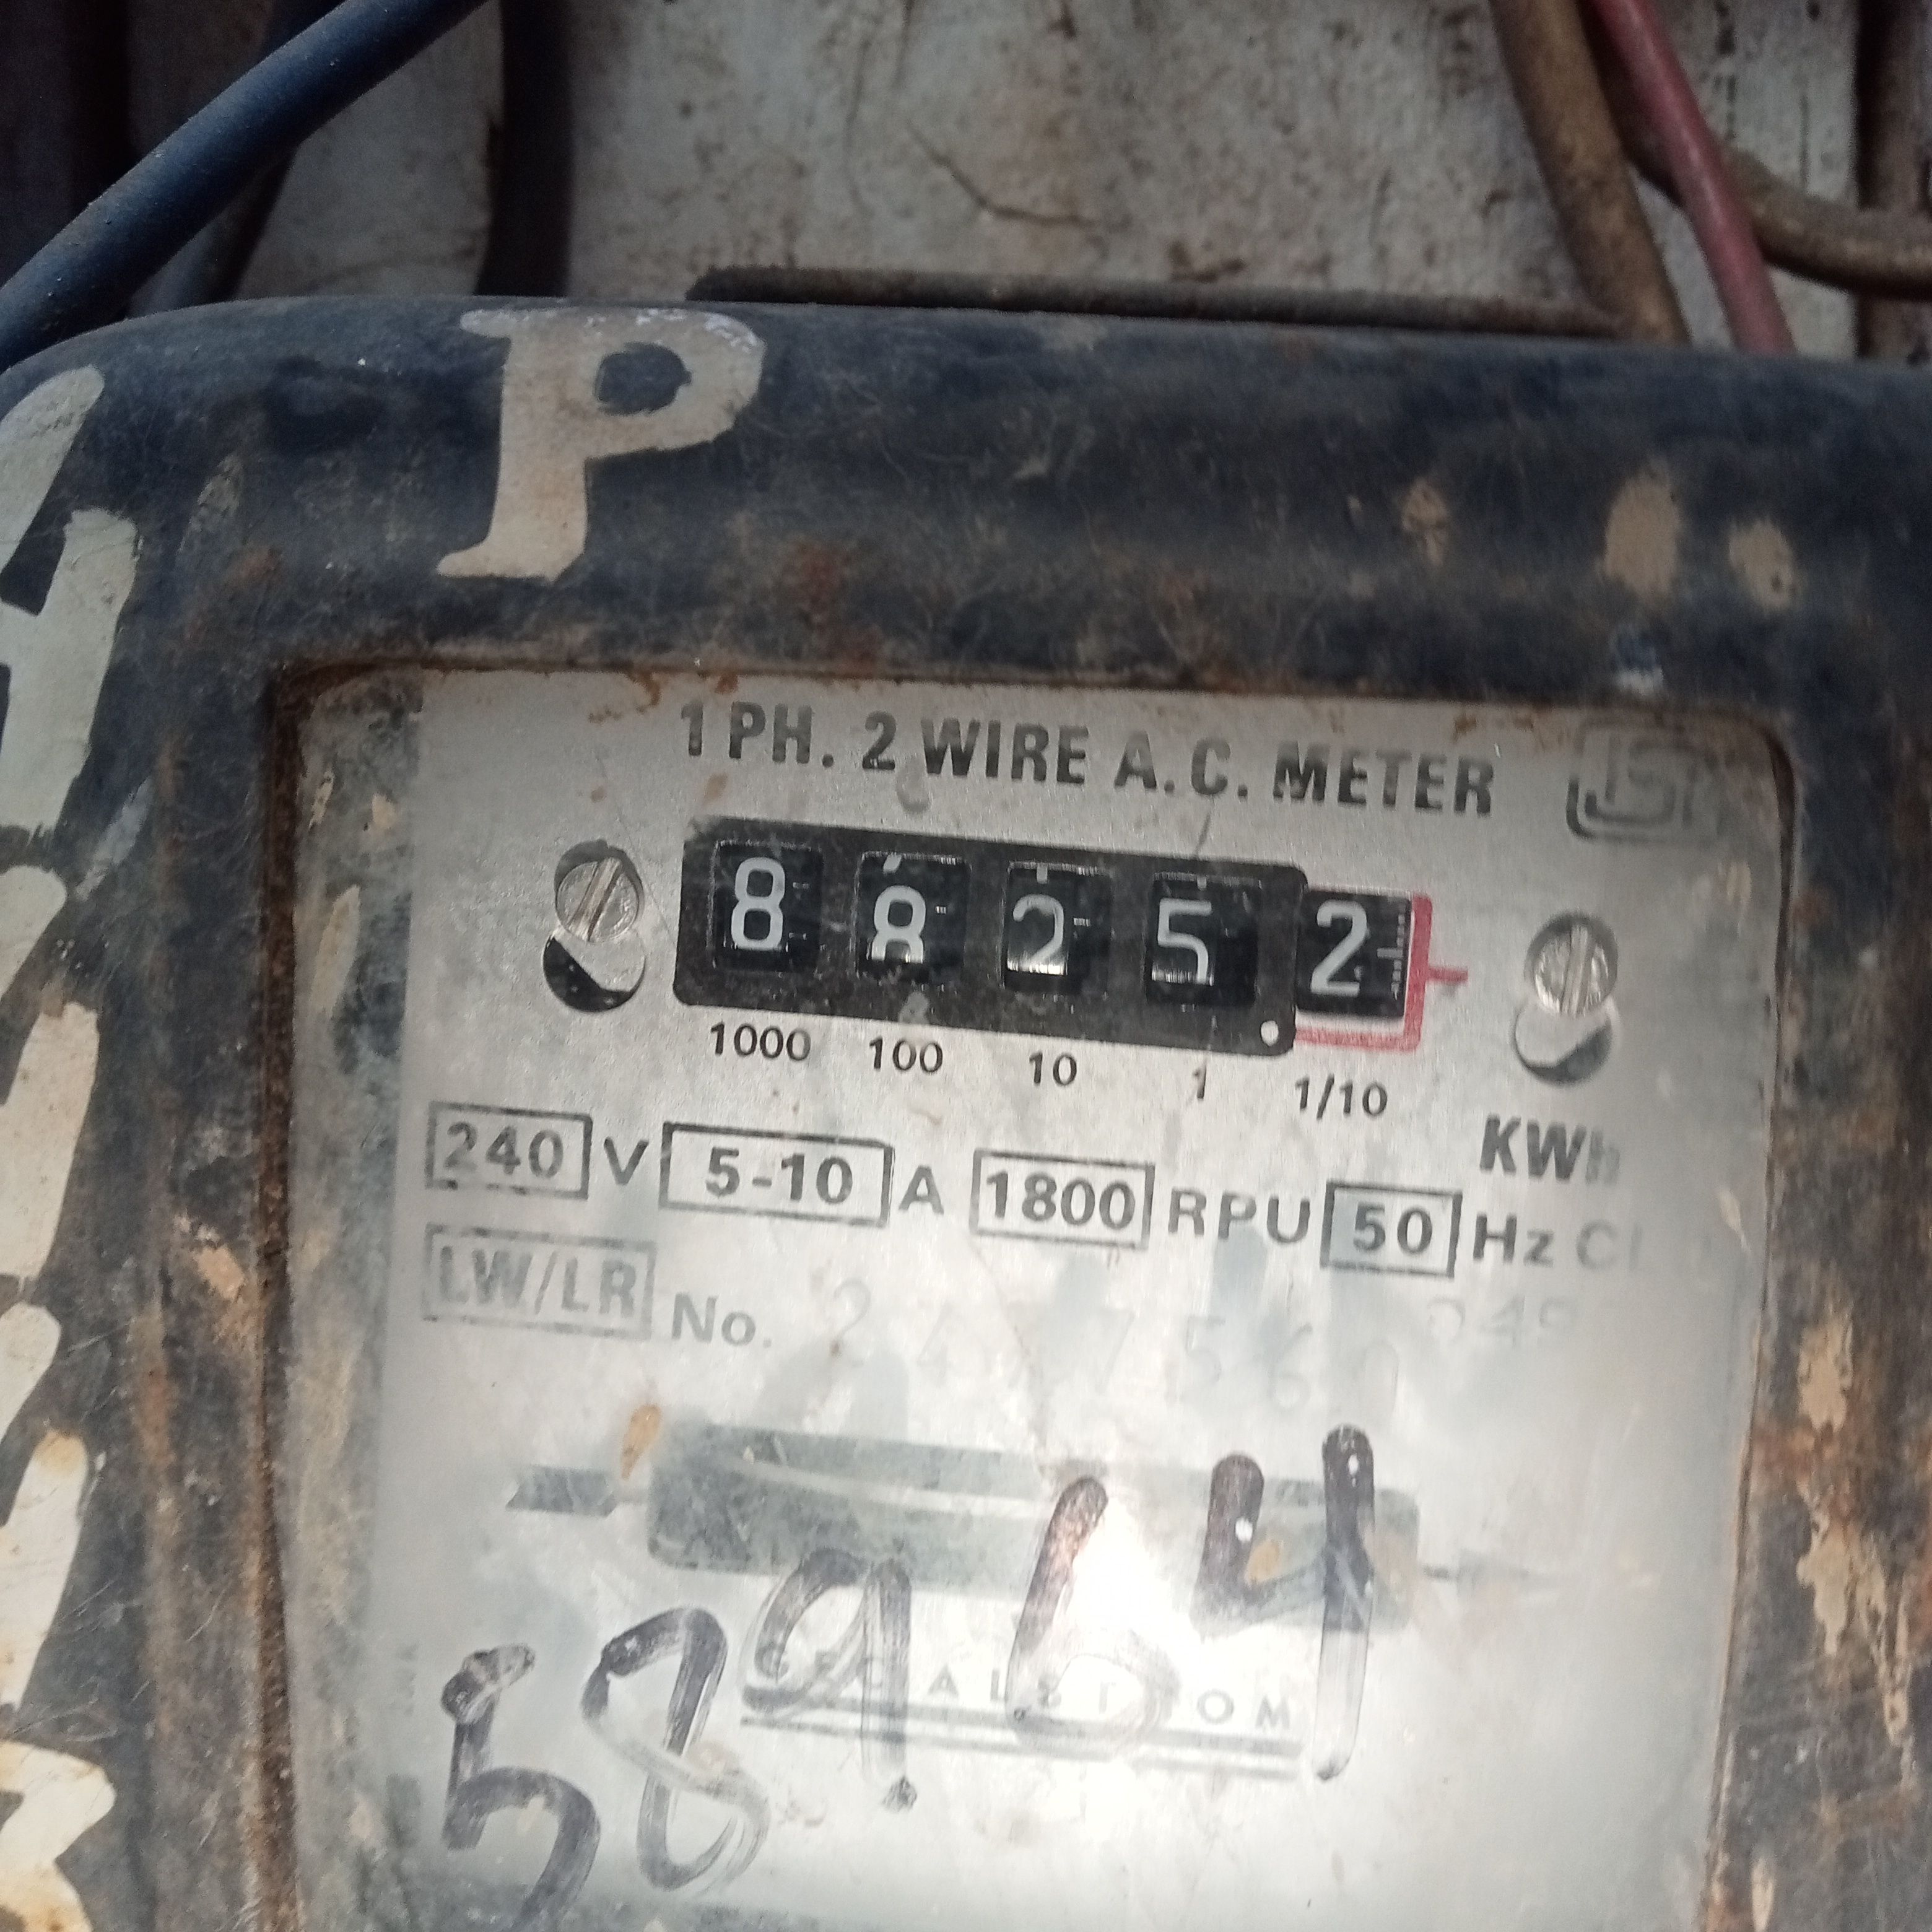 P
1 PH. 2 WIRE A.C. METER ISI
8 8 2 5 2
1000 100 10 1 1/10
KWh
240 V 5-10 A 1800 RPU 50 Hz
LW/LR No.
58964